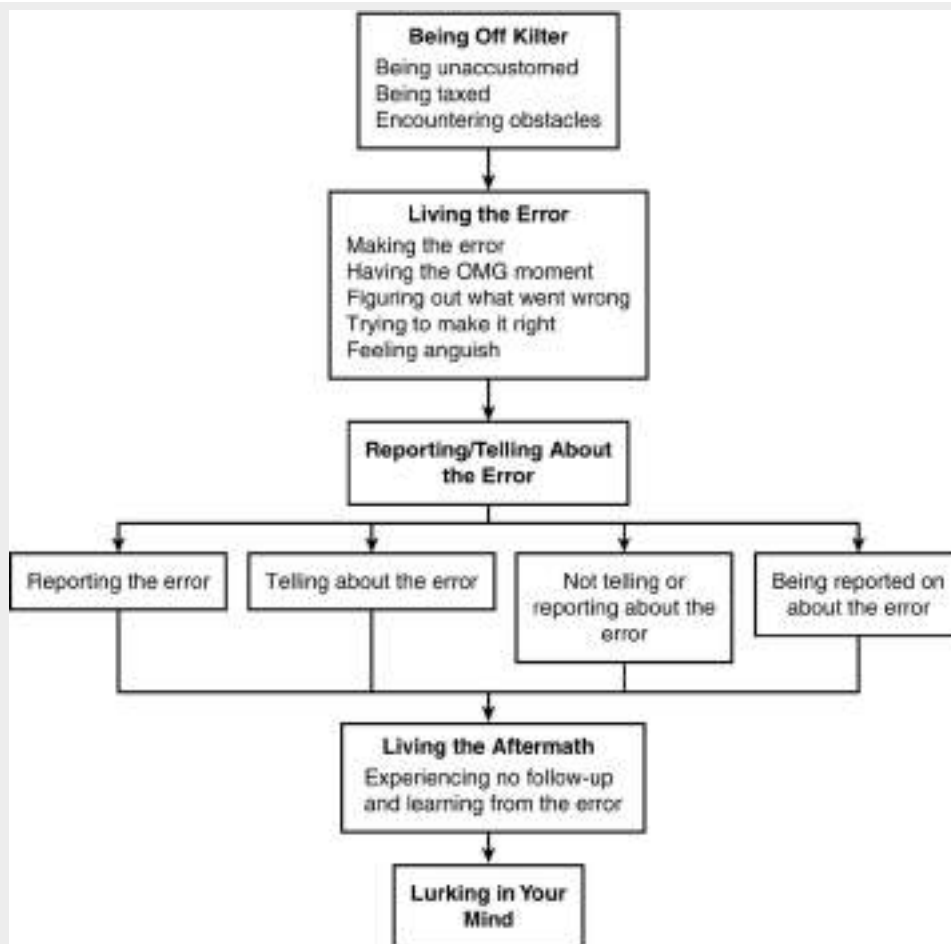 Being Off Kilter
Being unaccustomed
Being taxed
Encountering obstacles
Living the Error
Making the error
Having the OMG moment
Figuring out what went wrong
Trying to make it right
Feeling anguish
Reporting/Telling About
the Error
Reporting the error
Telling about the error
Not telling or
reporting about the
error
Being reported on
about the error
Living the Aftermath
Experiencing no follow-up
and learning from the error
Lurking in Your
Mind